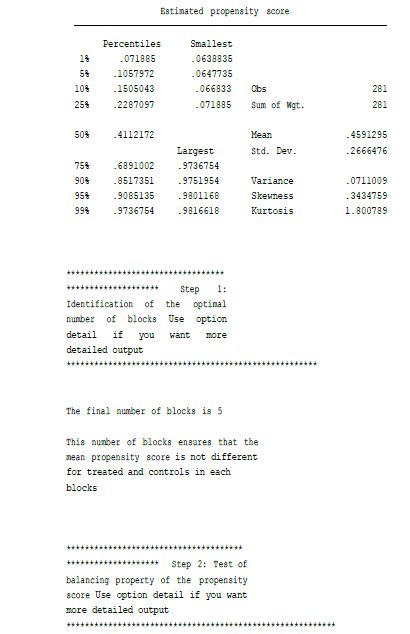 Estimated propensity score
Percentiles Smallest
1% .071885 .0638835
5% .1057972 .0647735
10% .1505043 .066833 Obs 281
25% .2287097 .071885 Sum of Wgt. 281
50% .4112172 Mean .4591295
Largest Std. Dev. .2666476
75% .6891002 .9736754
90% .8517351 .9751954 Variance .0711009
95% .9085135 .9801168 Skewness .3434759
99% .9736754 .9816618 Kurtosis 1.800789
**********************************
******************** Step 1:
Identification of the optimal
number of blocks Use option
detail if you want more
detailed output
******************************************************
The final number of blocks is 5
This number of blocks ensures that the
mean propensity score is not different
for treated and controls in each
blocks
**************************************
******************** Step 2: Test of
balancing property of the propensity
score Use option detail if you want
more detailed output
**********************************************************